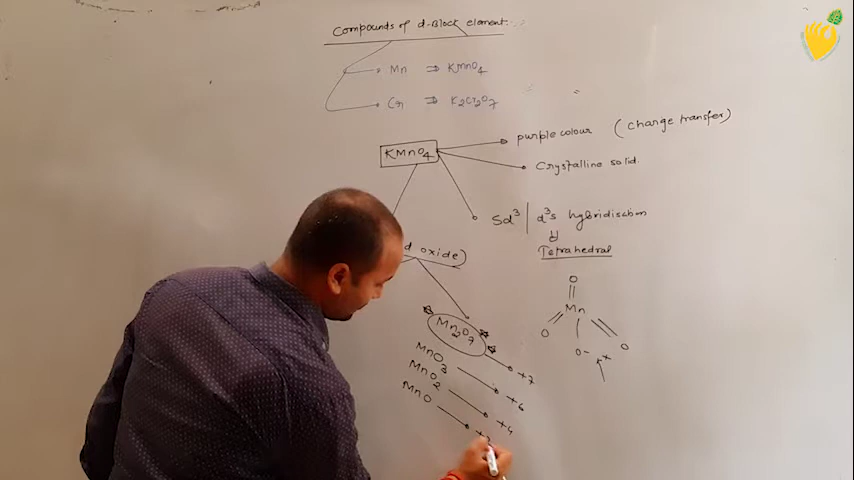 Compounds of d-Block element:
Mn ⇒ KMnO4
Cr ⇒ K2Cr2O7
KMnO4
purple colour (charge transfer)
Crystalline solid.
Sd³ | d³s hybridisation
Tetrahedral
d oxide)
O
Mn
O
O
O⁻ K⁺
Mn2O7
+7
MnO3
+6
MnO2
+4
MnO